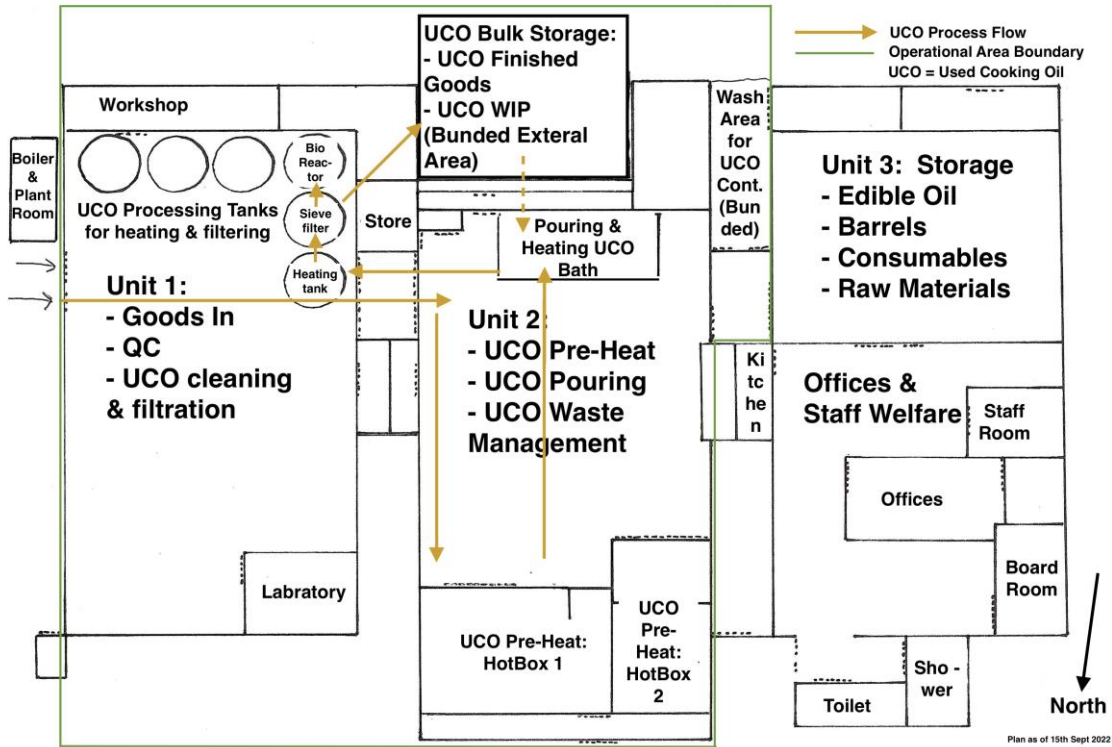 UCO Process Flow
Operational Area Boundary
UCO = Used Cooking Oil
UCO Bulk Storage:
- UCO Finished
Goods
- UCO WIP
(Bunded Exteral
Area)
Workshop
Boiler
&
Plant
Room
Bio
Reac-
tor
UCO Processing Tanks
for heating & filtering
Sieve
filter
Heating
tank
Store
Unit 1:
- Goods In
- QC
- UCO cleaning
& filtration
Labratory
Pouring &
Heating UCO
Bath
Unit 2:
- UCO Pre-Heat
- UCO Pouring
- UCO Waste
Management
UCO Pre-Heat:
HotBox 1
UCO
Pre-
Heat:
HotBox
2
Wash
Area
for
UCO
Cont.
(Bun
ded)
Ki
tc
he
n
Unit 3: Storage
- Edible Oil
- Barrels
- Consumables
- Raw Materials
Offices &
Staff Welfare
Staff
Room
Offices
Board
Room
Toilet
Sho -
wer
North
Plan as of 15th Sept 2022